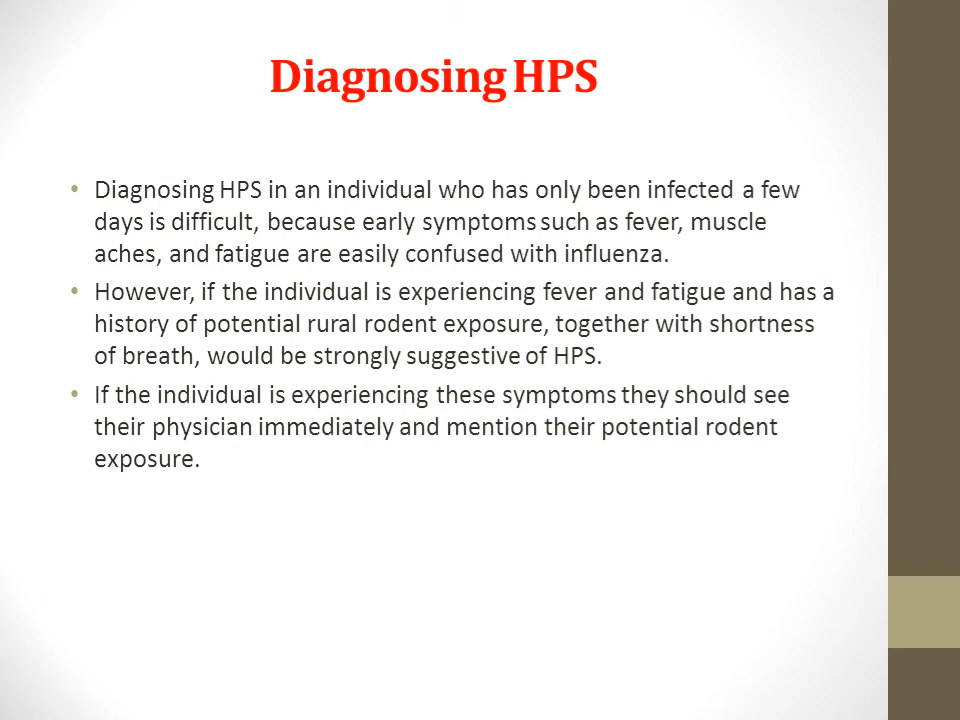 Diagnosing HPS
• Diagnosing HPS in an individual who has only been infected a few
days is difficult, because early symptoms such as fever, muscle
aches, and fatigue are easily confused with influenza.
• However, if the individual is experiencing fever and fatigue and has a
history of potential rural rodent exposure, together with shortness
of breath, would be strongly suggestive of HPS.
• If the individual is experiencing these symptoms they should see
their physician immediately and mention their potential rodent
exposure.